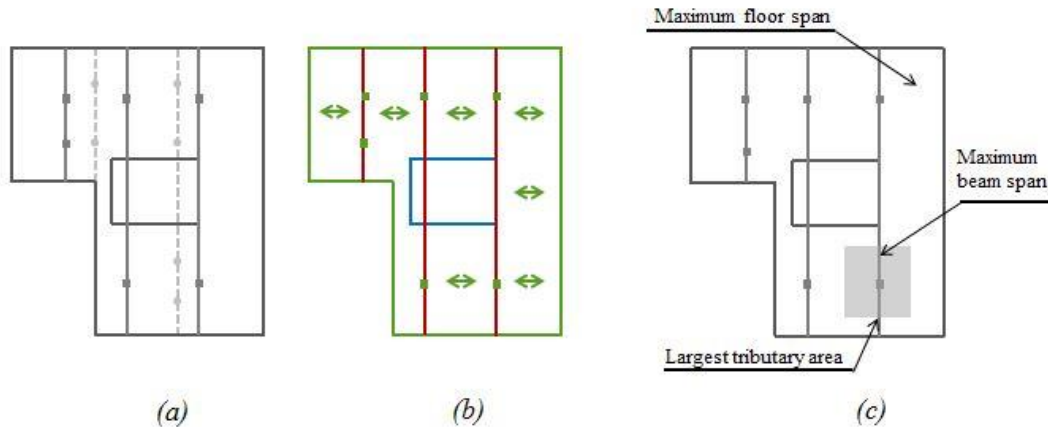 Maximum floor span
Maximum
beam span
Largest tributary area
(a)
(b)
(c)